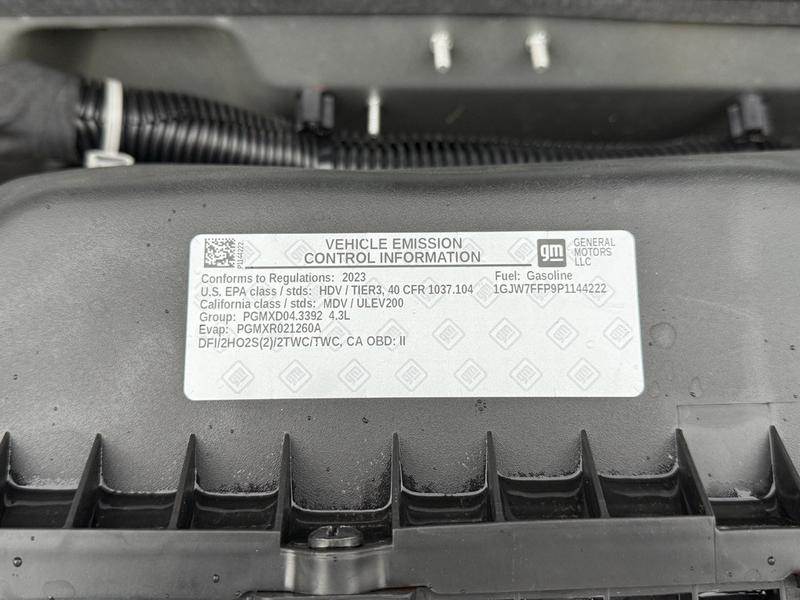 P1144222
VEHICLE EMISSION
CONTROL INFORMATION
gm
GENERAL
MOTORS
LLC
Conforms to Regulations: 2023
Fuel: Gasoline
U.S. EPA class / stds: HDV / TIER3, 40 CFR 1037.104
1GJW7FFP9P1144222
California class / stds: MDV / ULEV200
Group: PGMXD04.3392 4.3L
Evap: PGMXR021260A
DFI/2HO2S(2)/2TWC/TWC, CA OBD: II